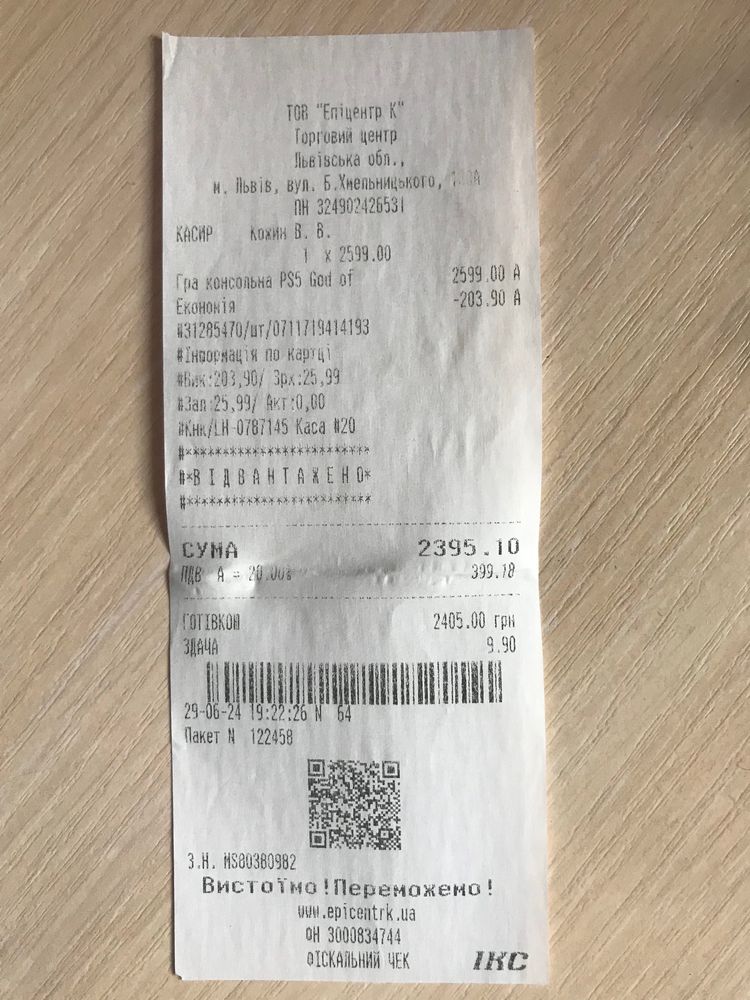 ТОВ "Епіцентр К"
Торговий центр
Львівська обл.,
м. Львів, вул. Б.Хмельницького,
ПН 324902426531
КАСИР Кохин В. В.
1 x 2599.00
Гра консольна PS5 God of 2599.00 А
Економія -203.90 А
#31285470/шт/0711719414193
#Інформація по картці
#Вик:203,90/ Зрх:25,99
#Зал:25,99/ Акт:0,00
#Кнк/LH-0787145 Каса №20
#***********************
#*В І Д В А Н Т А Ж Е Н О*
#***********************
СУМА 2395.10
ПДВ А = 20.00% 399.18
ГОТІВКОЮ 2405.00 грн
ЗДАЧА 9.90
29-06-24 19:22:26 N 64
Пакет N 122458
З.Н. MS80380982
Вистоїмо!Переможемо!
www.epicentrk.ua
ФН 3000834744
ФІСКАЛЬНИЙ ЧЕК ІКС